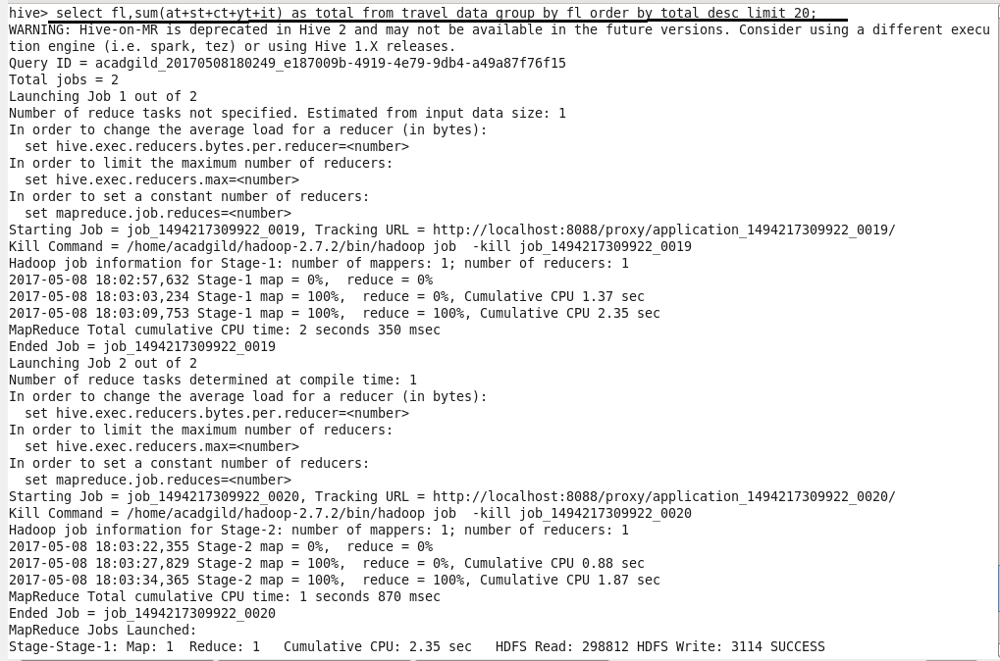 hive> select fl,sum(at+st+ct+yt+it) as total from travel_data group by fl order by total desc limit 20;
WARNING: Hive-on-MR is deprecated in Hive 2 and may not be available in the future versions. Consider using a different execu
tion engine (i.e. spark, tez) or using Hive 1.X releases.
Query ID = acadgild_20170508180249_e187009b-4919-4e79-9db4-a49a87f76f15
Total jobs = 2
Launching Job 1 out of 2
Number of reduce tasks not specified. Estimated from input data size: 1
In order to change the average load for a reducer (in bytes):
  set hive.exec.reducers.bytes.per.reducer=<number>
In order to limit the maximum number of reducers:
  set hive.exec.reducers.max=<number>
In order to set a constant number of reducers:
  set mapreduce.job.reduces=<number>
Starting Job = job_1494217309922_0019, Tracking URL = http://localhost:8088/proxy/application_1494217309922_0019/
Kill Command = /home/acadgild/hadoop-2.7.2/bin/hadoop job  -kill job_1494217309922_0019
Hadoop job information for Stage-1: number of mappers: 1; number of reducers: 1
2017-05-08 18:02:57,632 Stage-1 map = 0%,  reduce = 0%
2017-05-08 18:03:03,234 Stage-1 map = 100%,  reduce = 0%, Cumulative CPU 1.37 sec
2017-05-08 18:03:09,753 Stage-1 map = 100%,  reduce = 100%, Cumulative CPU 2.35 sec
MapReduce Total cumulative CPU time: 2 seconds 350 msec
Ended Job = job_1494217309922_0019
Launching Job 2 out of 2
Number of reduce tasks determined at compile time: 1
In order to change the average load for a reducer (in bytes):
  set hive.exec.reducers.bytes.per.reducer=<number>
In order to limit the maximum number of reducers:
  set hive.exec.reducers.max=<number>
In order to set a constant number of reducers:
  set mapreduce.job.reduces=<number>
Starting Job = job_1494217309922_0020, Tracking URL = http://localhost:8088/proxy/application_1494217309922_0020/
Kill Command = /home/acadgild/hadoop-2.7.2/bin/hadoop job  -kill job_1494217309922_0020
Hadoop job information for Stage-2: number of mappers: 1; number of reducers: 1
2017-05-08 18:03:22,355 Stage-2 map = 0%,  reduce = 0%
2017-05-08 18:03:27,829 Stage-2 map = 100%,  reduce = 0%, Cumulative CPU 0.88 sec
2017-05-08 18:03:34,365 Stage-2 map = 100%,  reduce = 100%, Cumulative CPU 1.87 sec
MapReduce Total cumulative CPU time: 1 seconds 870 msec
Ended Job = job_1494217309922_0020
MapReduce Jobs Launched:
Stage-Stage-1: Map: 1  Reduce: 1   Cumulative CPU: 2.35 sec   HDFS Read: 298812 HDFS Write: 3114 SUCCESS